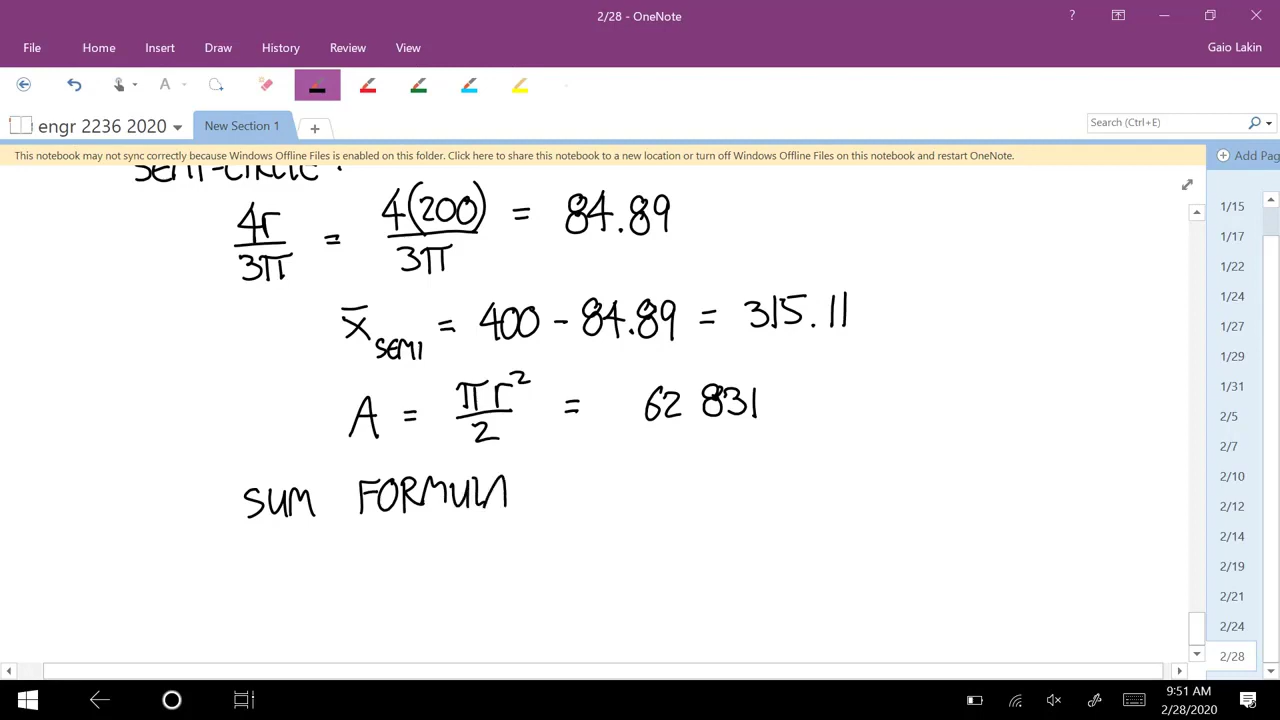 2/28 - OneNote
?
File Home Insert Draw History Review View Gaio Lakin
A
engr 2236 2020 New Section 1 + Search (Ctrl+E)
This notebook may not sync correctly because Windows Offline Files is enabled on this folder. Click here to share this notebook to a new location or turn off Windows Offline Files on this notebook and restart OneNote.
Add Pag
SEMI-CIRCLE :
4r/3π = 4(200)/3π = 84.89
x̄ SEMI = 400 - 84.89 = 315.11
A = πr²/2 = 62 831
SUM FORMULA
1/15
1/17
1/22
1/24
1/27
1/29
1/31
2/5
2/7
2/10
2/12
2/14
2/19
2/21
2/24
2/28
9:51 AM
2/28/2020